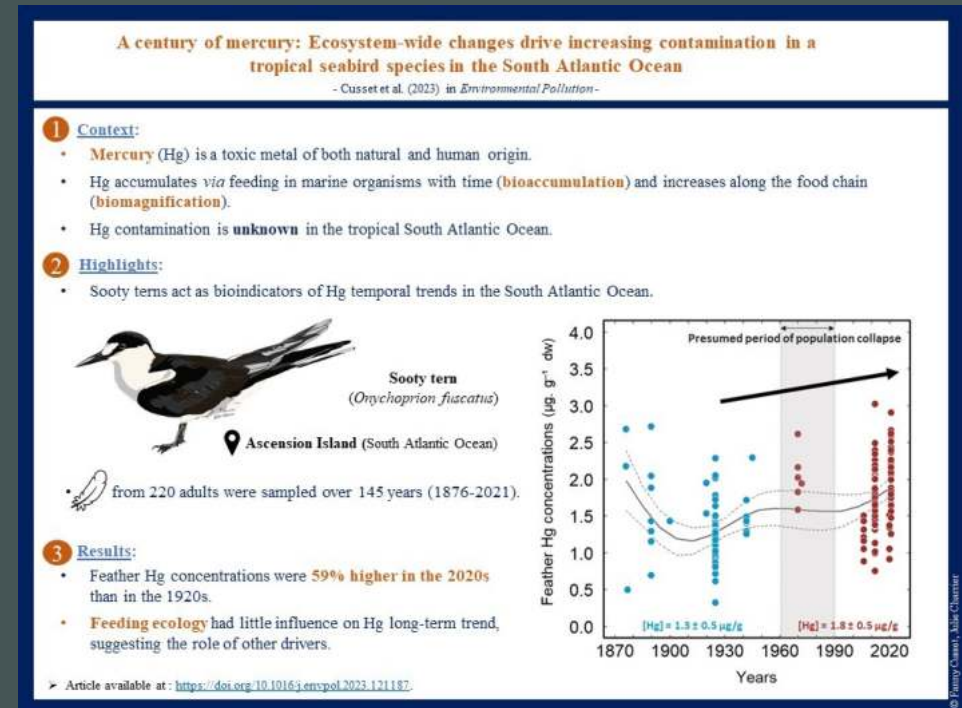 A century of mercury: Ecosystem-wide changes drive increasing contamination in a
tropical seabird species in the South Atlantic Ocean
- Cusset et al. (2023) in Environmental Pollution -
1 Context:
• Mercury (Hg) is a toxic metal of both natural and human origin.
• Hg accumulates via feeding in marine organisms with time (bioaccumulation) and increases along the food chain
(biomagnification).
• Hg contamination is unknown in the tropical South Atlantic Ocean.
2 Highlights:
• Sooty terns act as bioindicators of Hg temporal trends in the South Atlantic Ocean.
Sooty tern
(Onychoprion fuscatus)
Ascension Island (South Atlantic Ocean)
• from 220 adults were sampled over 145 years (1876-2021).
3 Results:
• Feather Hg concentrations were 59% higher in the 2020s
than in the 1920s.
• Feeding ecology had little influence on Hg long-term trend,
suggesting the role of other drivers.
➢ Article available at : https://doi.org/10.1016/j.envpol.2023.121187.
Feather Hg concentrations (µg. g⁻¹ dw)
4.0
3.5
3.0
2.5
2.0
1.5
1.0
0.5
0.0
Presumed period of population collapse
[Hg] = 1.3 ± 0.5 µg/g
[Hg] = 1.8 ± 0.5 µg/g
1870 1900 1930 1960 1990 2020
Years
© Fanny Cusset, Julie Charrier